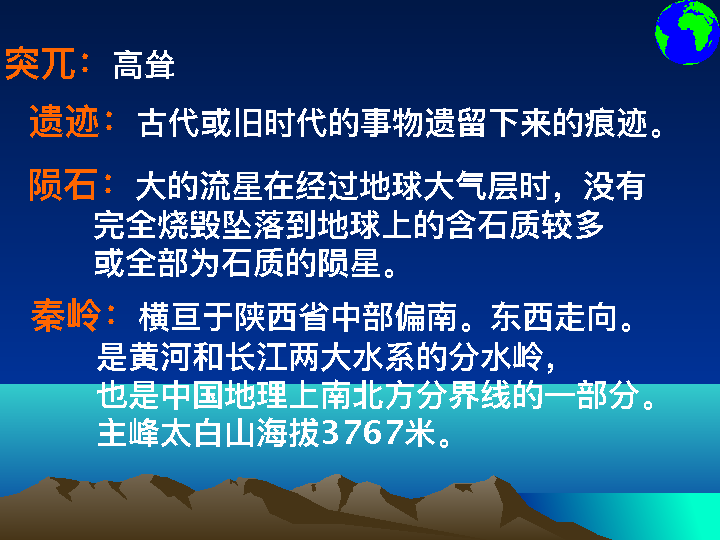 突兀：高耸
遗迹：古代或旧时代的事物遗留下来的痕迹。
陨石：大的流星在经过地球大气层时，没有
完全烧毁坠落到地球上的含石质较多
或全部为石质的陨星。
秦岭：横亘于陕西省中部偏南。东西走向。
是黄河和长江两大水系的分水岭，
也是中国地理上南北方分界线的一部分。
主峰太白山海拔3767米。